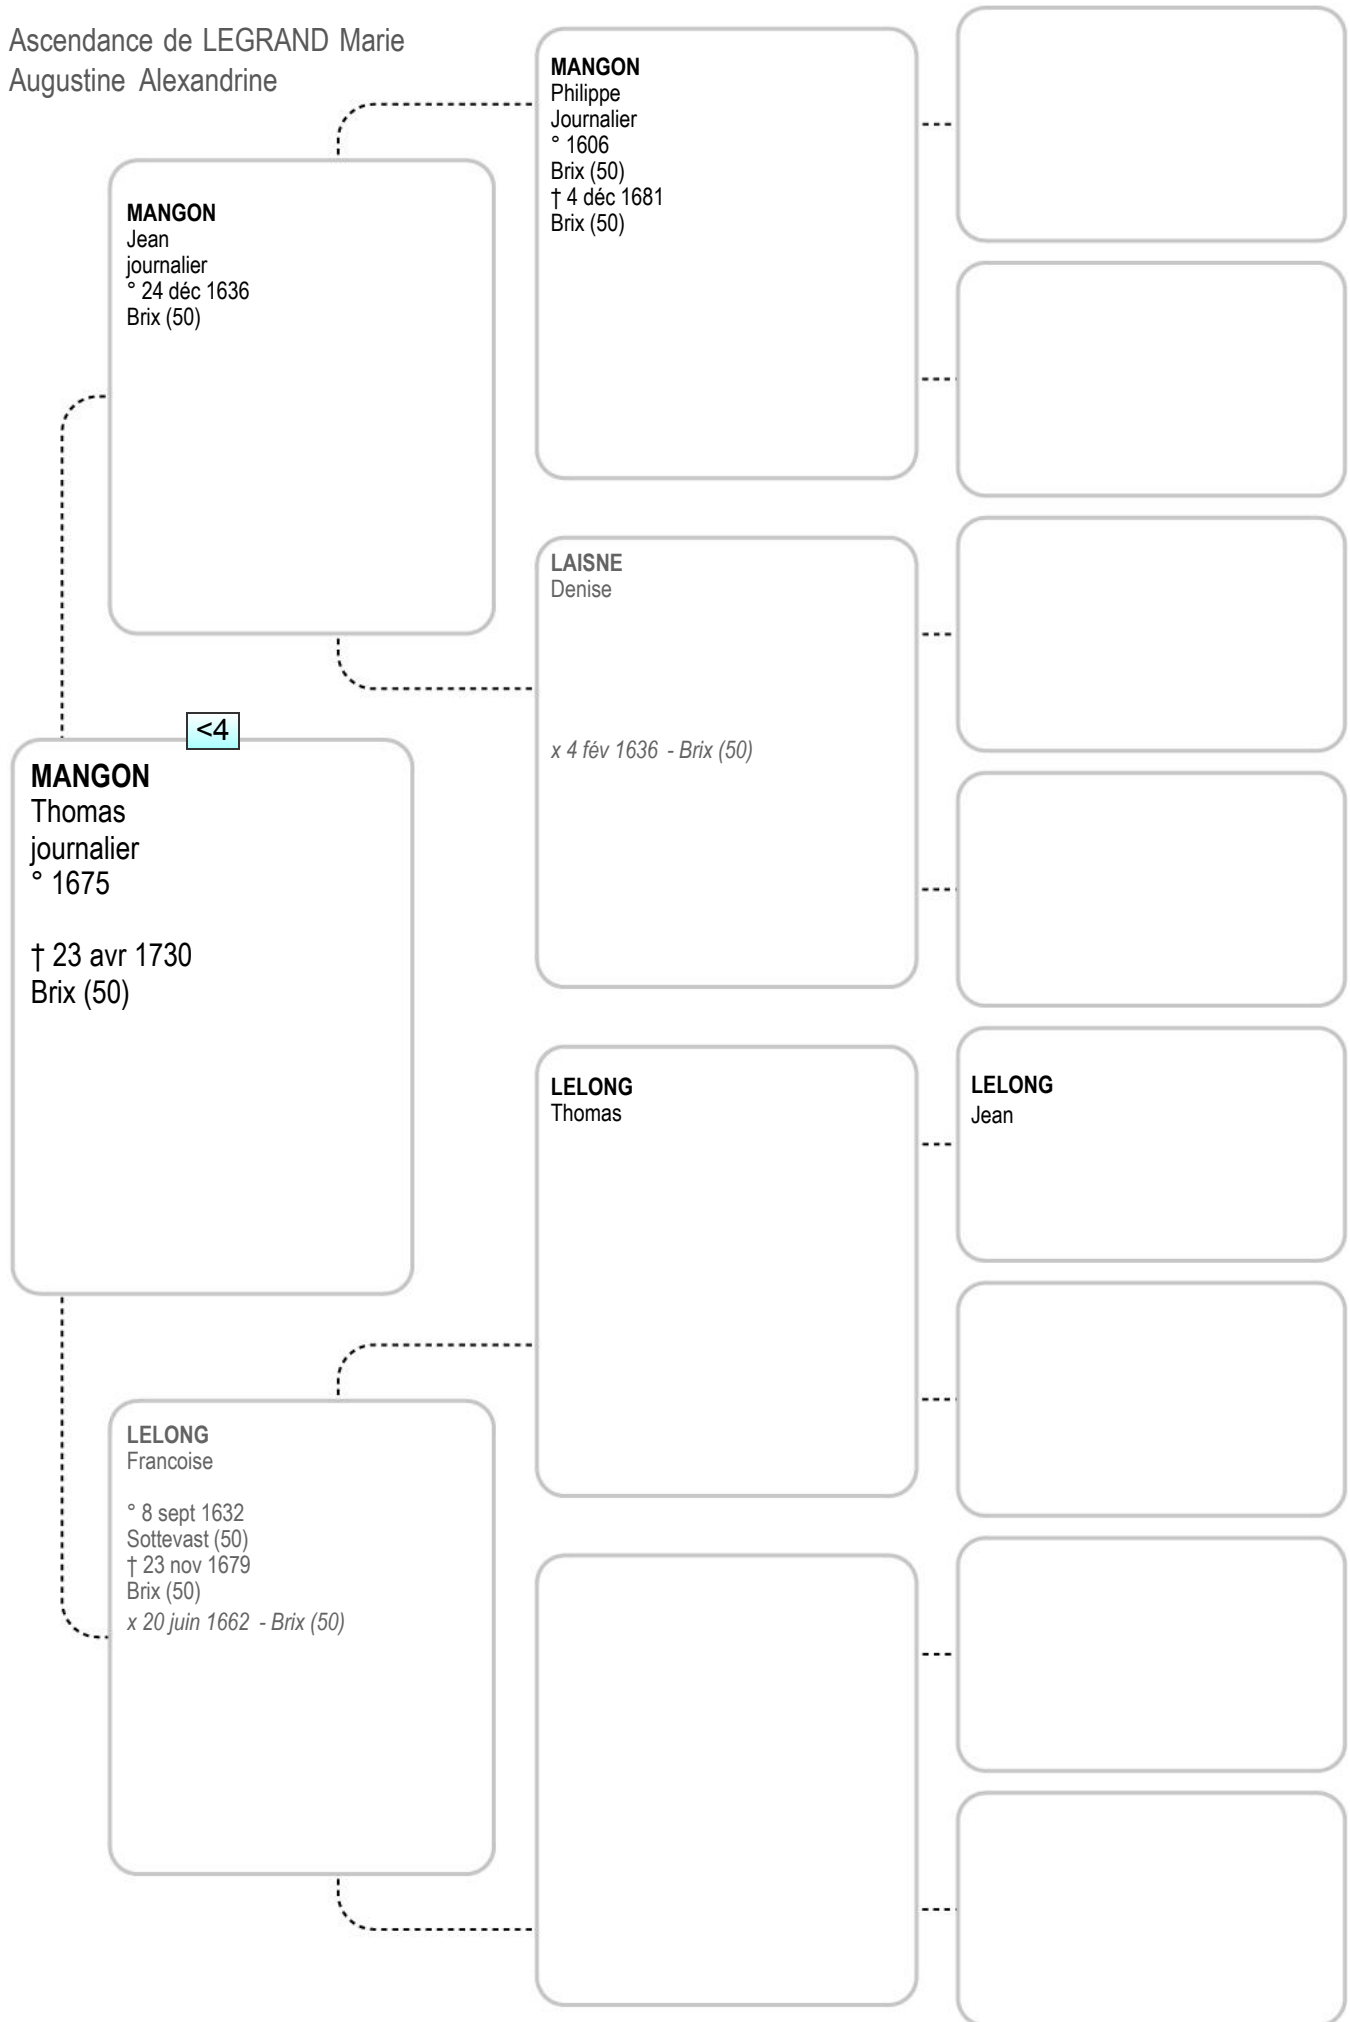 Ascendance de LEGRAND Marie
Augustine Alexandrine
MANGON
Philippe
Journalier
° 1606
Brix (50)
† 4 déc 1681
Brix (50)
MANGON
Jean
journalier
° 24 déc 1636
Brix (50)
LAISNE
Denise
x 4 fév 1636 - Brix (50)
<4
MANGON
Thomas
journalier
° 1675
† 23 avr 1730
Brix (50)
LELONG
Thomas
LELONG
Jean
LELONG
Francoise
° 8 sept 1632
Sottevast (50)
† 23 nov 1679
Brix (50)
x 20 juin 1662 - Brix (50)